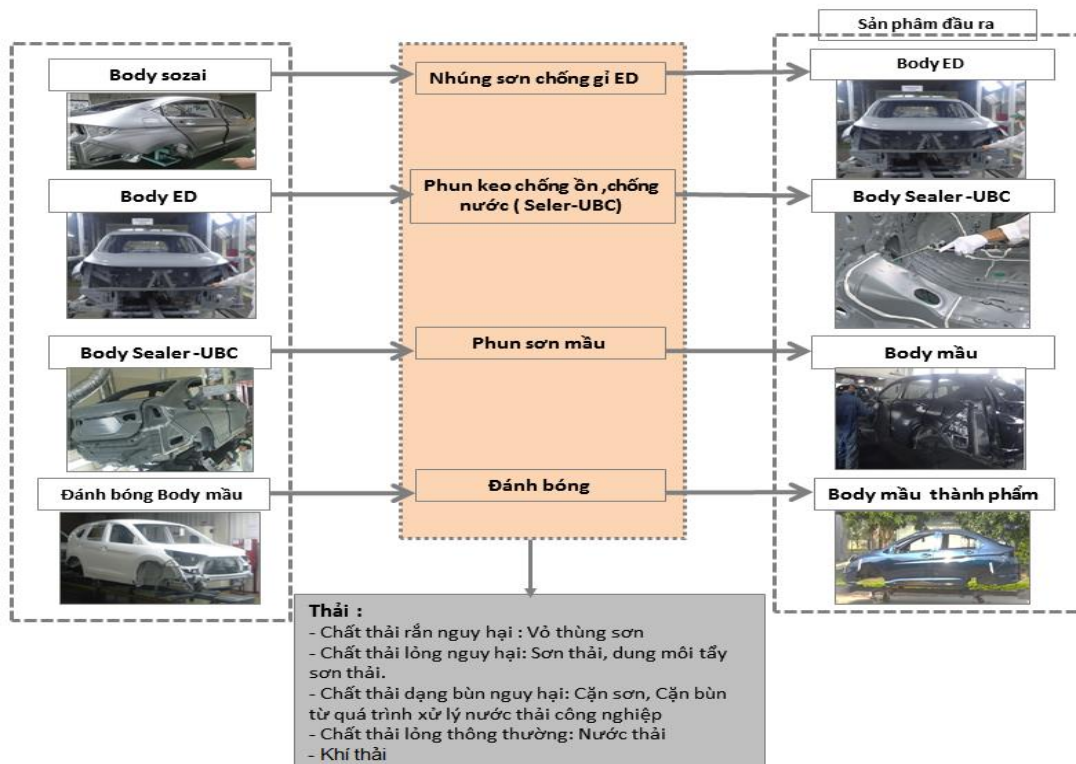 Sản phâm đầu ra
Body sozai
Nhúng sơn chống gỉ ED
Body ED
Body ED
Phun keo chống ồn ,chống
nước ( Seler-UBC)
Body Sealer -UBC
Body Sealer -UBC
Phun sơn mầu
Body mầu
Đánh bóng Body mầu
Đánh bóng
Body mầu thành phẩm
Thải :
- Chất thải rắn nguy hại : Vỏ thùng sơn
- Chất thải lỏng nguy hại: Sơn thải, dung môi tẩy
sơn thải.
- Chất thải dạng bùn nguy hại: Cặn sơn, Cặn bùn
từ quá trình xử lý nước thải công nghiệp
- Chất thải lỏng thông thường: Nước thải
- Khí thải